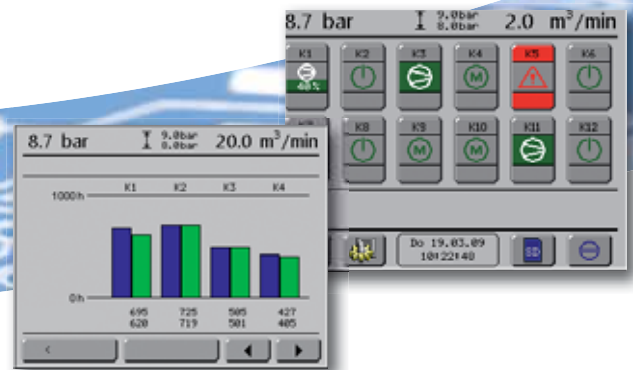 8.7 bar 9.0bar 8.0bar 2.0 m³/min
K1 K2 K3 K4 K5 K6
M
K8 K9 K10 K11 K12
M M
Do 19.03.09
10:22:40
SD
8.7 bar 9.0bar 8.0bar 20.0 m³/min
K1 K2 K3 K4
1000h
0h
695 725 505 427
620 719 501 405